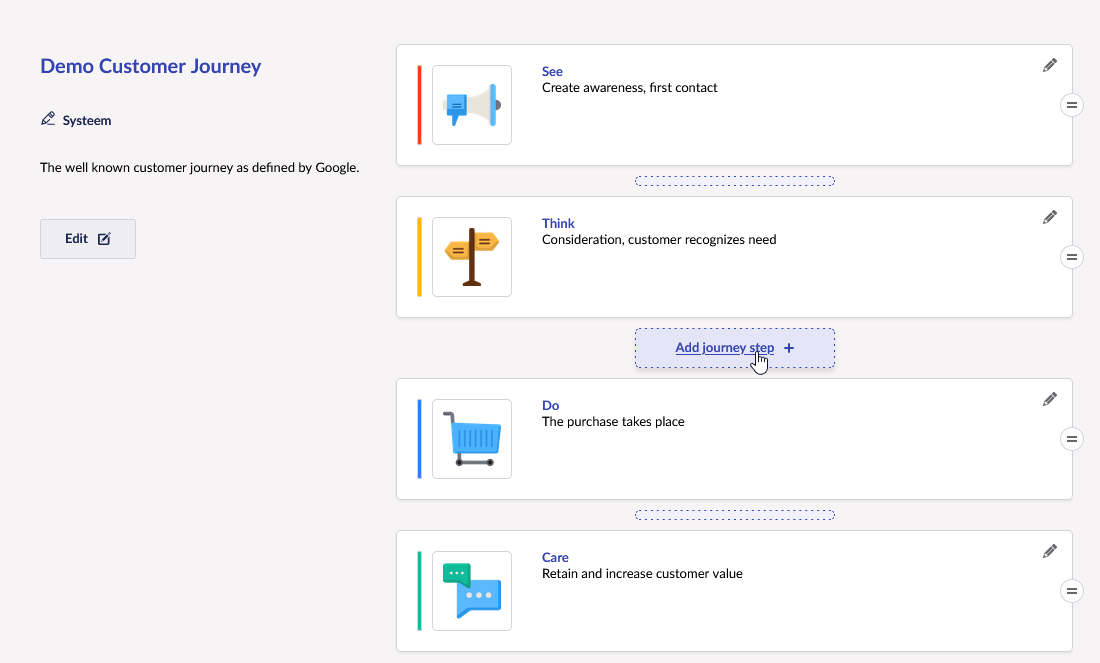 Demo Customer Journey
Systeem
The well known customer journey as defined by Google.
Edit
See
Create awareness, first contact
Think
Consideration, customer recognizes need
Add journey step +
Do
The purchase takes place
Care
Retain and increase customer value